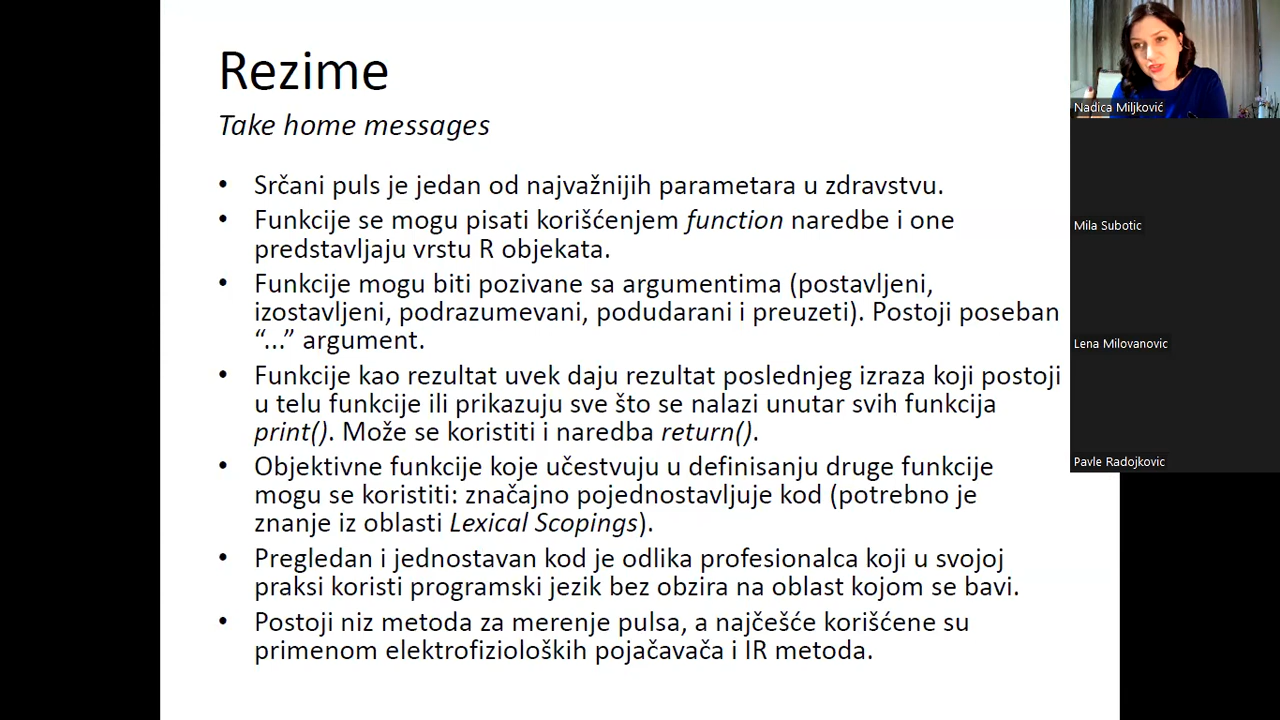 Rezime
Take home messages
• Srčani puls je jedan od najvažnijih parametara u zdravstvu.
• Funkcije se mogu pisati korišćenjem function naredbe i one
predstavljaju vrstu R objekata.
• Funkcije mogu biti pozivane sa argumentima (postavljeni,
izostavljeni, podrazumevani, podudarani i preuzeti). Postoji poseban
“...” argument.
• Funkcije kao rezultat uvek daju rezultat poslednjeg izraza koji postoji
u telu funkcije ili prikazuju sve što se nalazi unutar svih funkcija
print(). Može se koristiti i naredba return().
• Objektivne funkcije koje učestvuju u definisanju druge funkcije
mogu se koristiti: značajno pojednostavljuje kod (potrebno je
znanje iz oblasti Lexical Scopings).
• Pregledan i jednostavan kod je odlika profesionalca koji u svojoj
praksi koristi programski jezik bez obzira na oblast kojom se bavi.
• Postoji niz metoda za merenje pulsa, a najčešće korišćene su
primenom elektrofizioloških pojačavača i IR metoda.
Nadica Miljković
Mila Subotic
Lena Milovanovic
Pavle Radojkovic